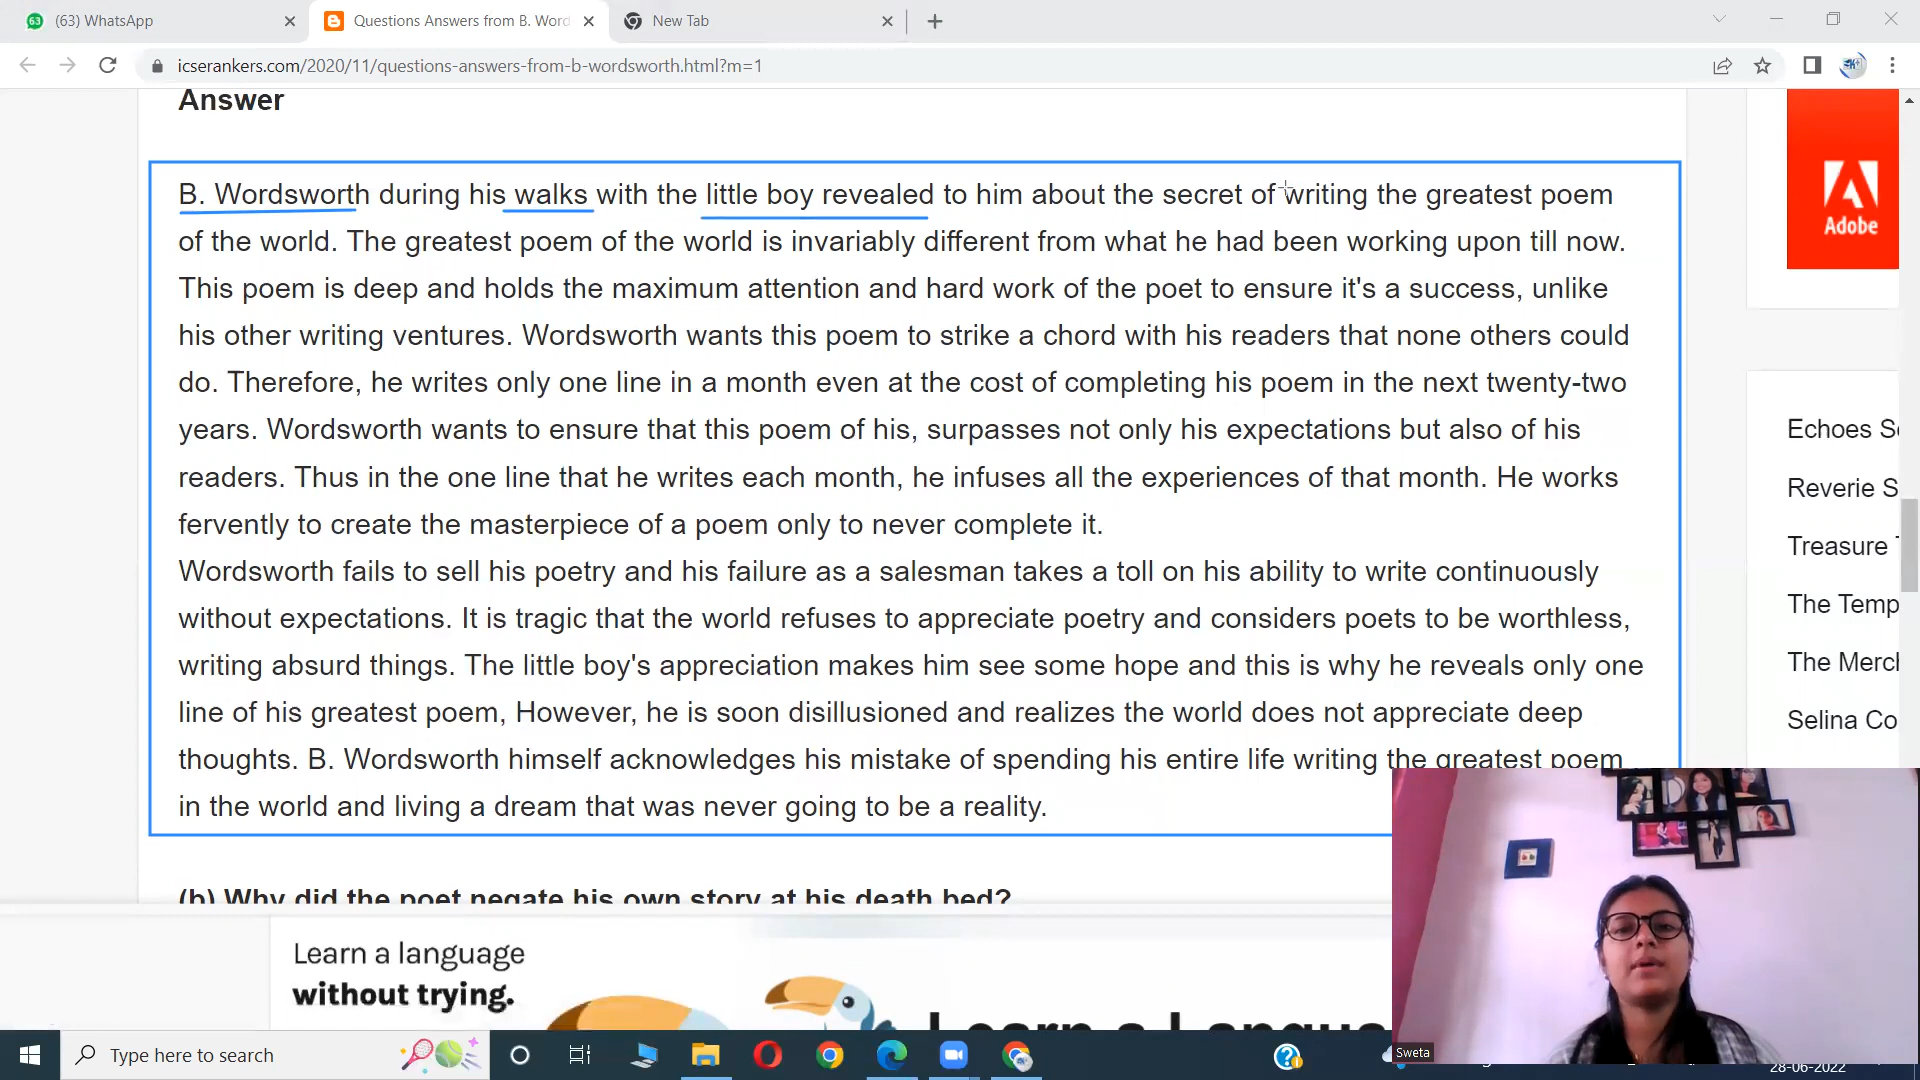 (63) WhatsApp
Questions Answers from B. Word
New Tab
icserankers.com/2020/11/questions-answers-from-b-wordsworth.html?m=1
Answer
B. Wordsworth during his walks with the little boy revealed to him about the secret of writing the greatest poem
of the world. The greatest poem of the world is invariably different from what he had been working upon till now.
This poem is deep and holds the maximum attention and hard work of the poet to ensure it's a success, unlike
his other writing ventures. Wordsworth wants this poem to strike a chord with his readers that none others could
do. Therefore, he writes only one line in a month even at the cost of completing his poem in the next twenty-two
years. Wordsworth wants to ensure that this poem of his, surpasses not only his expectations but also of his
readers. Thus in the one line that he writes each month, he infuses all the experiences of that month. He works
fervently to create the masterpiece of a poem only to never complete it.
Wordsworth fails to sell his poetry and his failure as a salesman takes a toll on his ability to write continuously
without expectations. It is tragic that the world refuses to appreciate poetry and considers poets to be worthless,
writing absurd things. The little boy's appreciation makes him see some hope and this is why he reveals only one
line of his greatest poem, However, he is soon disillusioned and realizes the world does not appreciate deep
thoughts. B. Wordsworth himself acknowledges his mistake of spending his entire life writing the greatest poem
in the world and living a dream that was never going to be a reality.
(b) Why did the poet negate his own story at his death bed?
Adobe
Echoes S
Reverie S
Treasure
The Temp
The Merch
Selina Co
Learn a language
without trying.
Learn a Langua
Sweta
Type here to search
28-06-2022